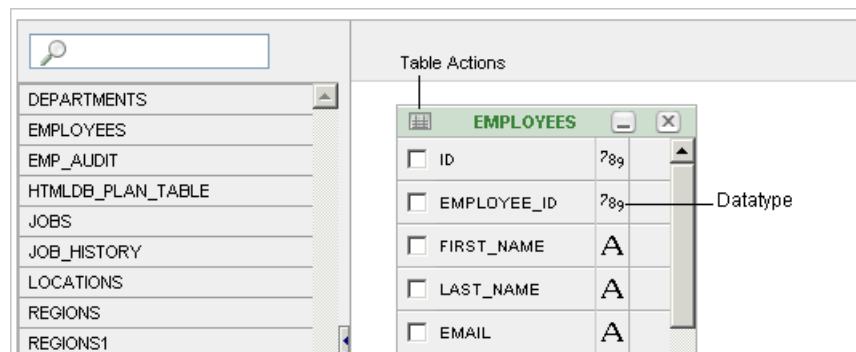 Table Actions
DEPARTMENTS
EMPLOYEES
EMP_AUDIT
HTMLDB_PLAN_TABLE
JOBS
JOB_HISTORY
LOCATIONS
REGIONS
REGIONS1
EMPLOYEES
ID 789
EMPLOYEE_ID 789
Datatype
FIRST_NAME A
LAST_NAME A
EMAIL A